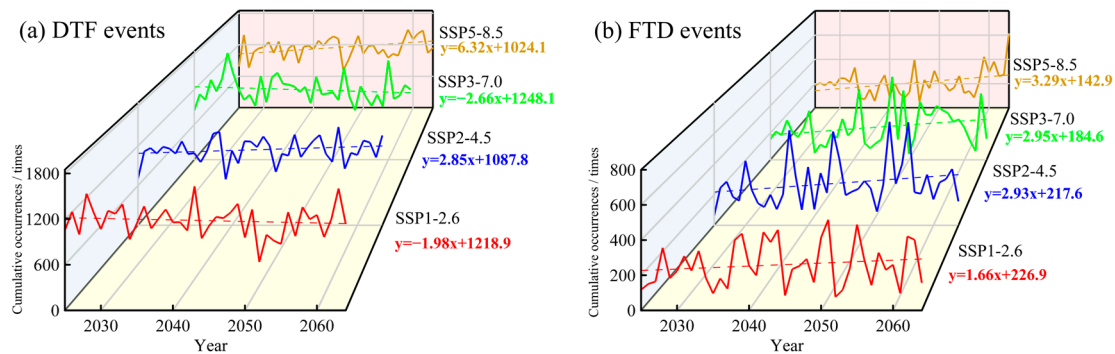 (a) DTF events
SSP5-8.5
y=6.32x+1024.1
SSP3-7.0
y=−2.66x+1248.1
SSP2-4.5
y=2.85x+1087.8
SSP1-2.6
y=−1.98x+1218.9
Cumulative occurrences / times
1800
1200
600
0
2030 2040 2050 2060
Year
(b) FTD events
SSP5-8.5
y=3.29x+142.9
SSP3-7.0
y=2.95x+184.6
SSP2-4.5
y=2.93x+217.6
SSP1-2.6
y=1.66x+226.9
Cumulative occurrences / times
800
600
400
200
0
2030 2040 2050 2060
Year